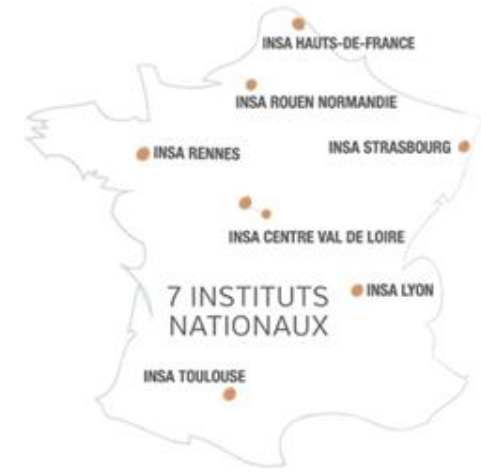 INSA HAUTS-DE-FRANCE
INSA ROUEN NORMANDIE
INSA RENNES
INSA STRASBOURG
INSA CENTRE VAL DE LOIRE
INSA LYON
7 INSTITUTS
NATIONAUX
INSA TOULOUSE